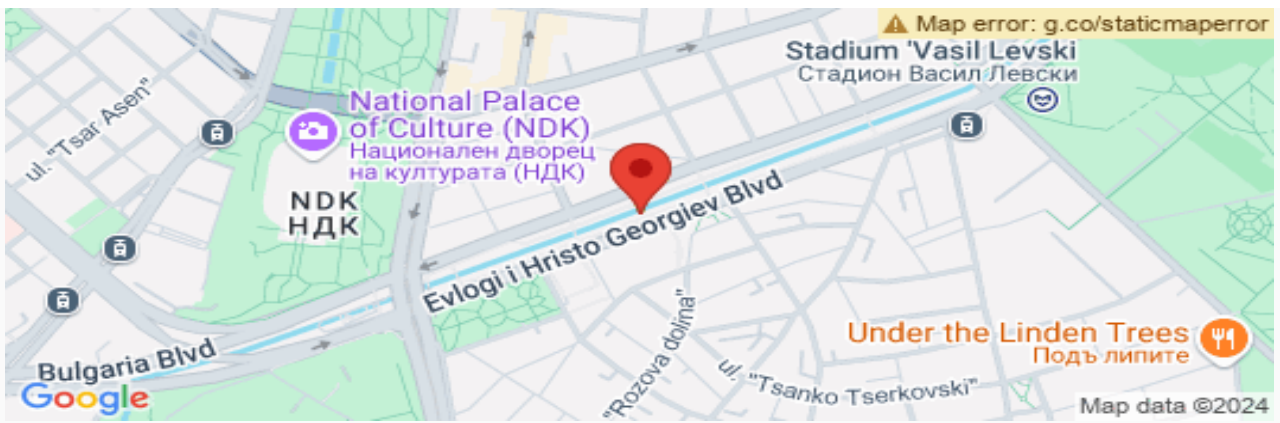 Map error: g.co/staticmaperror
Stadium 'Vasil Levski
Стадион Васил Левски
National Palace
of Culture (NDK)
Национален дворец
на културата (НДК)
ul. "Tsar Asen"
NDK
НДК
Evlogi i Hristo Georgiev Blvd
Under the Linden Trees
Подъ липите
"Rozova dolina"
ul. "Tsanko Tserkovski"
Bulgaria Blvd
Google
Map data ©2024